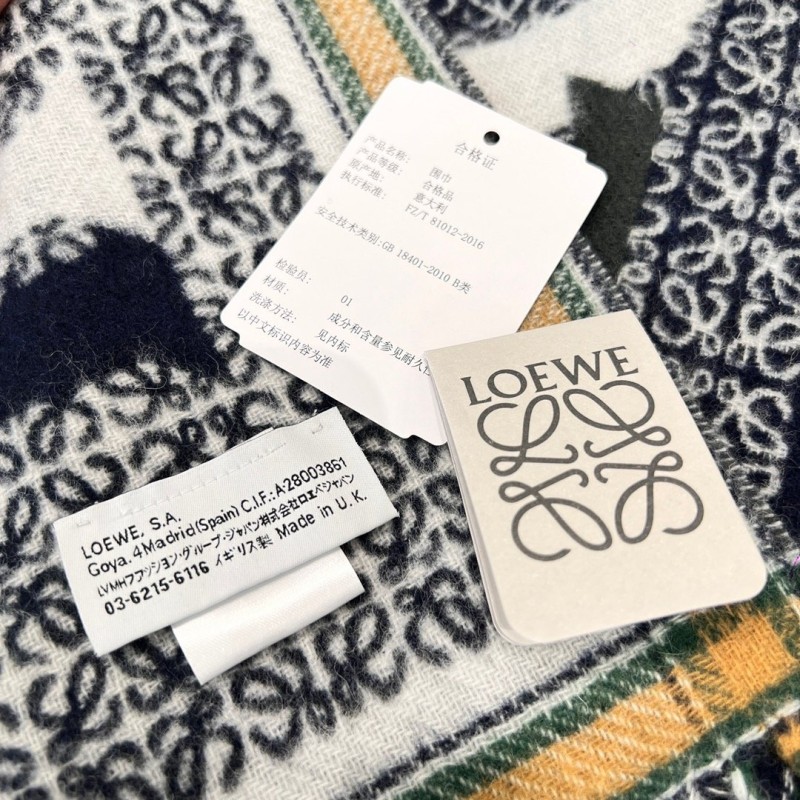 合格证
产品名称: 围巾
产品等级: 合格品
原产地: 意大利
执行标准: FZ/T 81012-2016
安全技术类别:GB 18401-2010 B类
检验员: 01
材质: 成分和含量参见耐久性
洗涤方法: 见内标
以中文标识内容为准
LOEWE
LOEWE, S.A.
Goya, 4 Madrid(Spain) C.I.F.: A-28003861
LVMHファッション・グループ・ジャパン株式会社ロエベジャパン
03-6215-6116 イギリス製 Made in U.K.